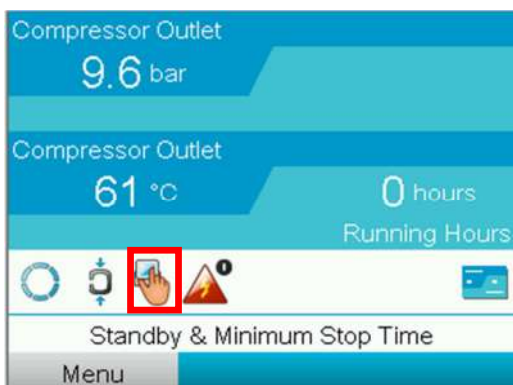 Compressor Outlet
9.6 bar
Compressor Outlet
61 °C
0 hours
Running Hours
Standby & Minimum Stop Time
Menu